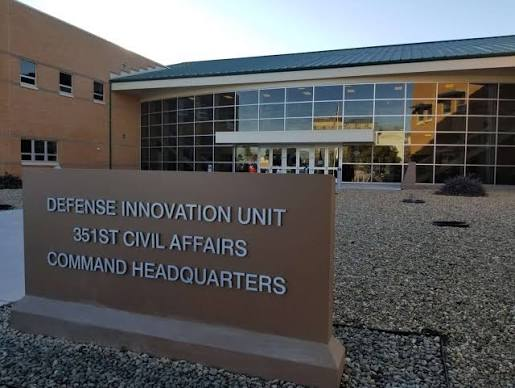 DEFENSE INNOVATION UNIT
351ST CIVIL AFFAIRS
COMMAND HEADQUARTERS